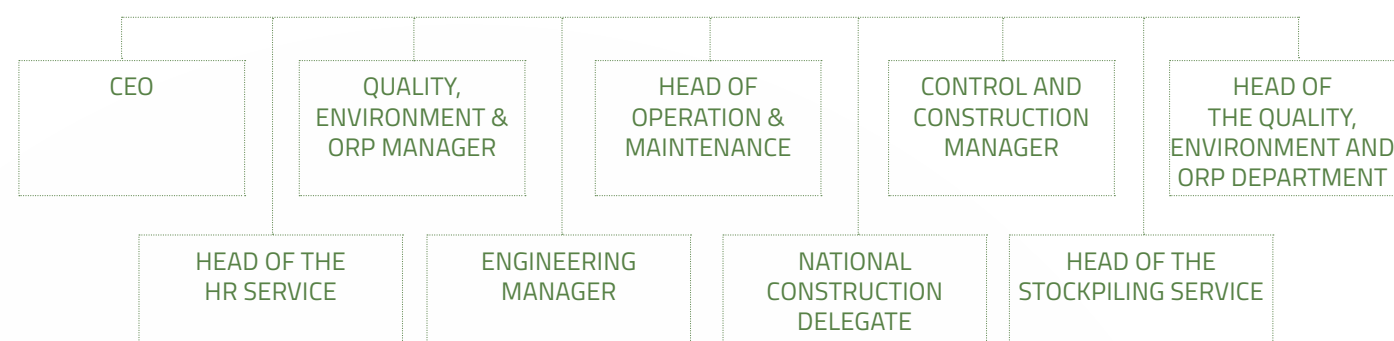 CEO
QUALITY,
ENVIRONMENT &
ORP MANAGER
HEAD OF
OPERATION &
MAINTENANCE
CONTROL AND
CONSTRUCTION
MANAGER
HEAD OF
THE QUALITY,
ENVIRONMENT AND
ORP DEPARTMENT
HEAD OF THE
HR SERVICE
ENGINEERING
MANAGER
NATIONAL
CONSTRUCTION
DELEGATE
HEAD OF THE
STOCKPILING SERVICE